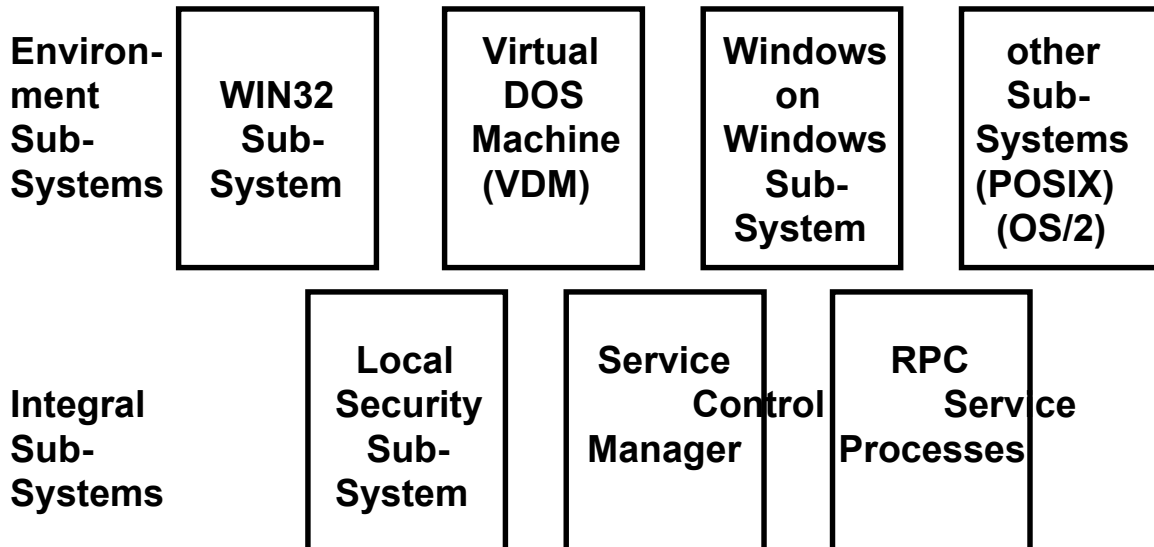 Environ-
ment
Sub-
Systems
WIN32
Sub-
System
Virtual
DOS
Machine
(VDM)
Windows
on
Windows
Sub-
System
other
Sub-
Systems
(POSIX)
(OS/2)
Integral
Sub-
Systems
Local
Security
Sub-
System
Service
Control
Manager
RPC
Service
Processes